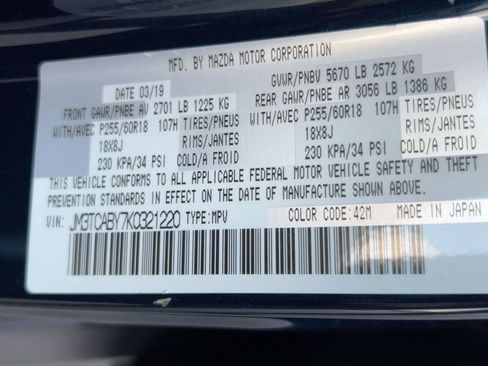 MFD. BY MAZDA MOTOR CORPORATION
DATE 03/19
GVWR/PNBV 5670 LB 2572 KG
FRONT GAWR/PNBE AV 2701 LB 1225 KG
REAR GAWR/PNBE AR 3056 LB 1386 KG
WITH/AVEC P255/60R18 107H TIRES/PNEUS
WITH/AVEC P255/60R18 107H TIRES/PNEUS
18X8J RIMS/JANTES
18X8J RIMS/JANTES
230 KPA/34 PSI COLD/A FROID
230 KPA/34 PSI COLD/A FROID
THIS VEHICLE CONFORMS TO ALL APPLICABLE FEDERAL MOTOR VEHICLE SAFETY AND THEFT
PREVENTION STANDARDS IN EFFECT ON THE DATE OF MANUFACTURE SHOWN ABOVE.
VIN: JM3TCABY7K0321220 TYPE:MPV COLOR CODE:42M MADE IN JAPAN